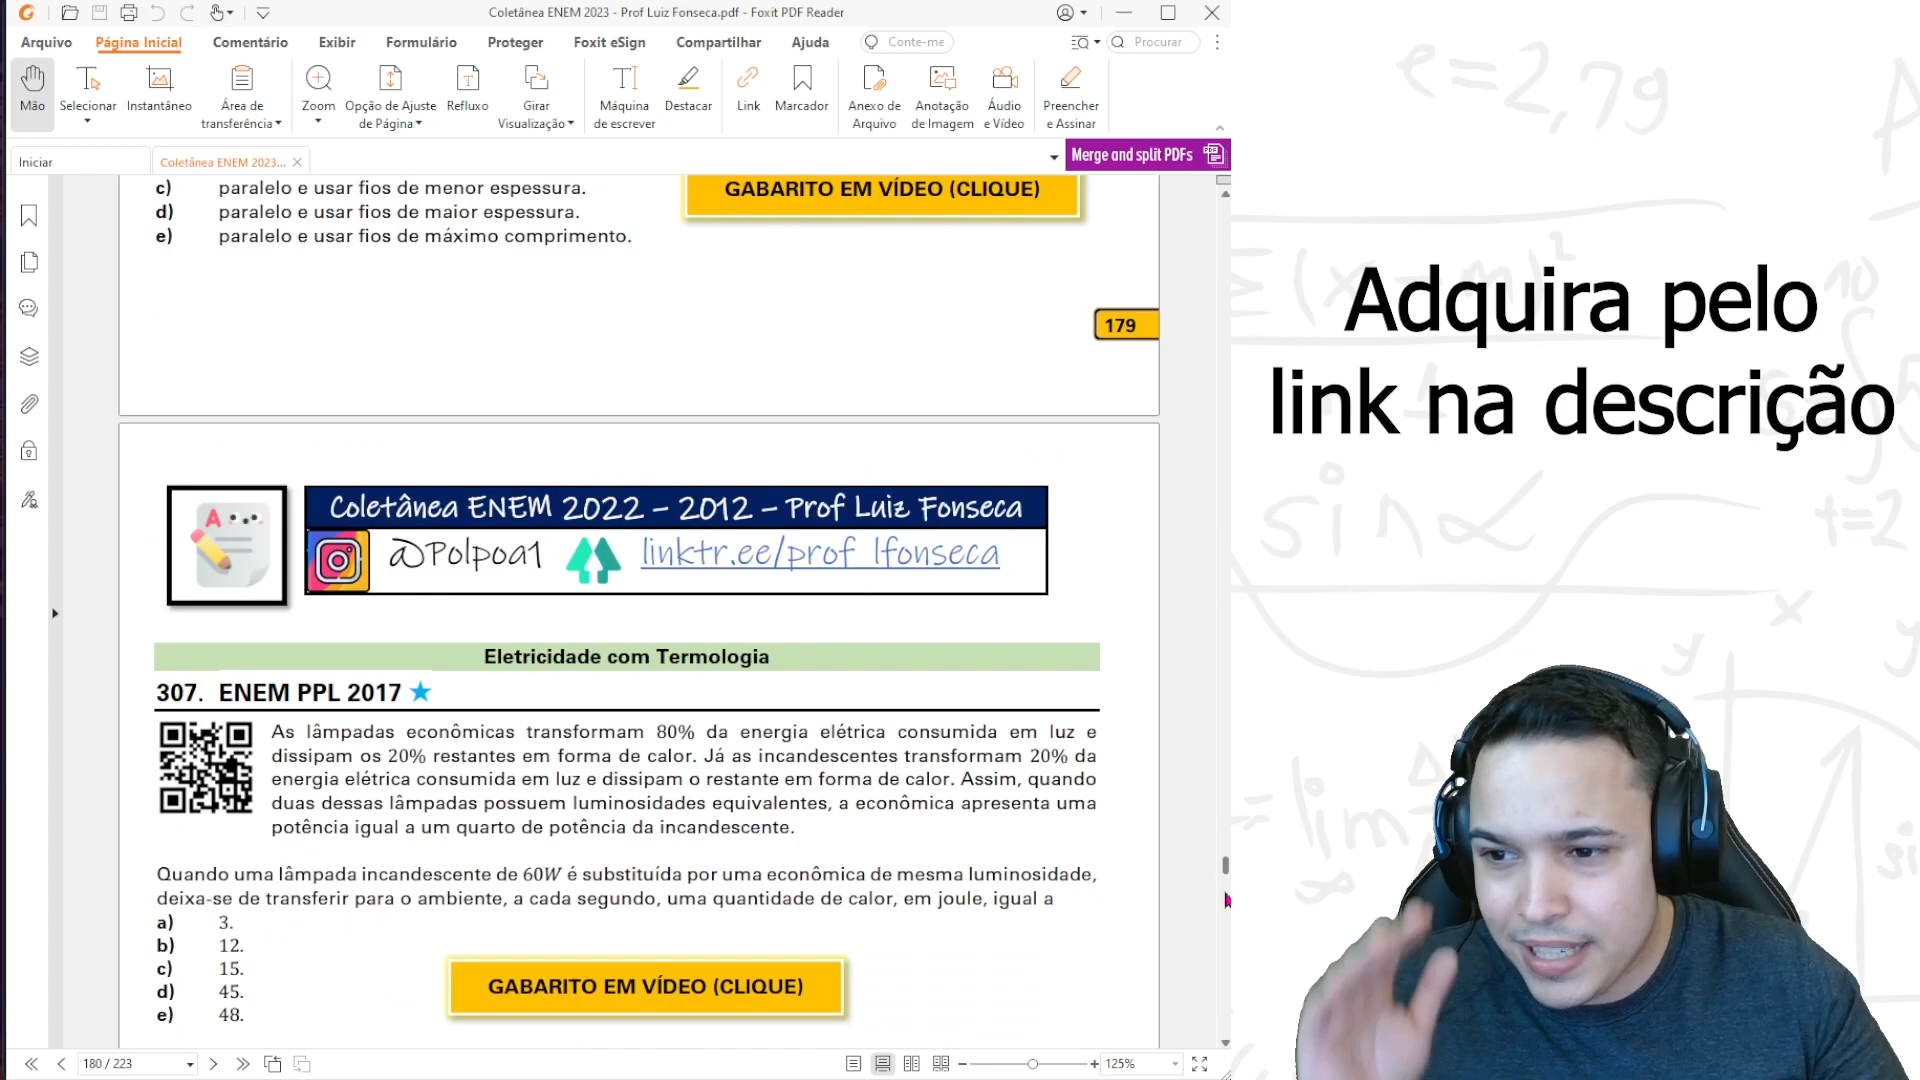 Coletânea ENEM 2023 - Prof Luiz Fonseca.pdf - Foxit PDF Reader
Arquivo
Página Inicial
Comentário
Exibir
Formulário
Proteger
Foxit eSign
Compartilhar
Ajuda
Conte-me
Procurar
Mão
Selecionar
Instantâneo
Área de
transferência
Zoom
Opção de Ajuste
de Página
Refluxo
Girar
Visualização
Máquina
de escrever
Destacar
Link
Marcador
Anexo de
Arquivo
Anotação
de Imagem
Áudio
e Vídeo
Preencher
e Assinar
Iniciar
Coletânea ENEM 2023...
Merge and split PDFs
c) paralelo e usar fios de menor espessura.
d) paralelo e usar fios de maior espessura.
e) paralelo e usar fios de máximo comprimento.
GABARITO EM VÍDEO (CLIQUE)
179
Coletânea ENEM 2022 – 2012 – Prof Luiz Fonseca
@Polpoa1
linktr.ee/prof_lfonseca
Eletricidade com Termologia
307. ENEM PPL 2017
As lâmpadas econômicas transformam 80% da energia elétrica consumida em luz e
dissipam os 20% restantes em forma de calor. Já as incandescentes transformam 20% da
energia elétrica consumida em luz e dissipam o restante em forma de calor. Assim, quando
duas dessas lâmpadas possuem luminosidades equivalentes, a econômica apresenta uma
potência igual a um quarto de potência da incandescente.
Quando uma lâmpada incandescente de 60W é substituída por uma econômica de mesma luminosidade,
deixa-se de transferir para o ambiente, a cada segundo, uma quantidade de calor, em joule, igual a
a) 3.
b) 12.
c) 15.
d) 45.
e) 48.
GABARITO EM VÍDEO (CLIQUE)
180 / 223
125%
Adquira pelo
link na descrição
e=2,79
sinα
t=2
x
y